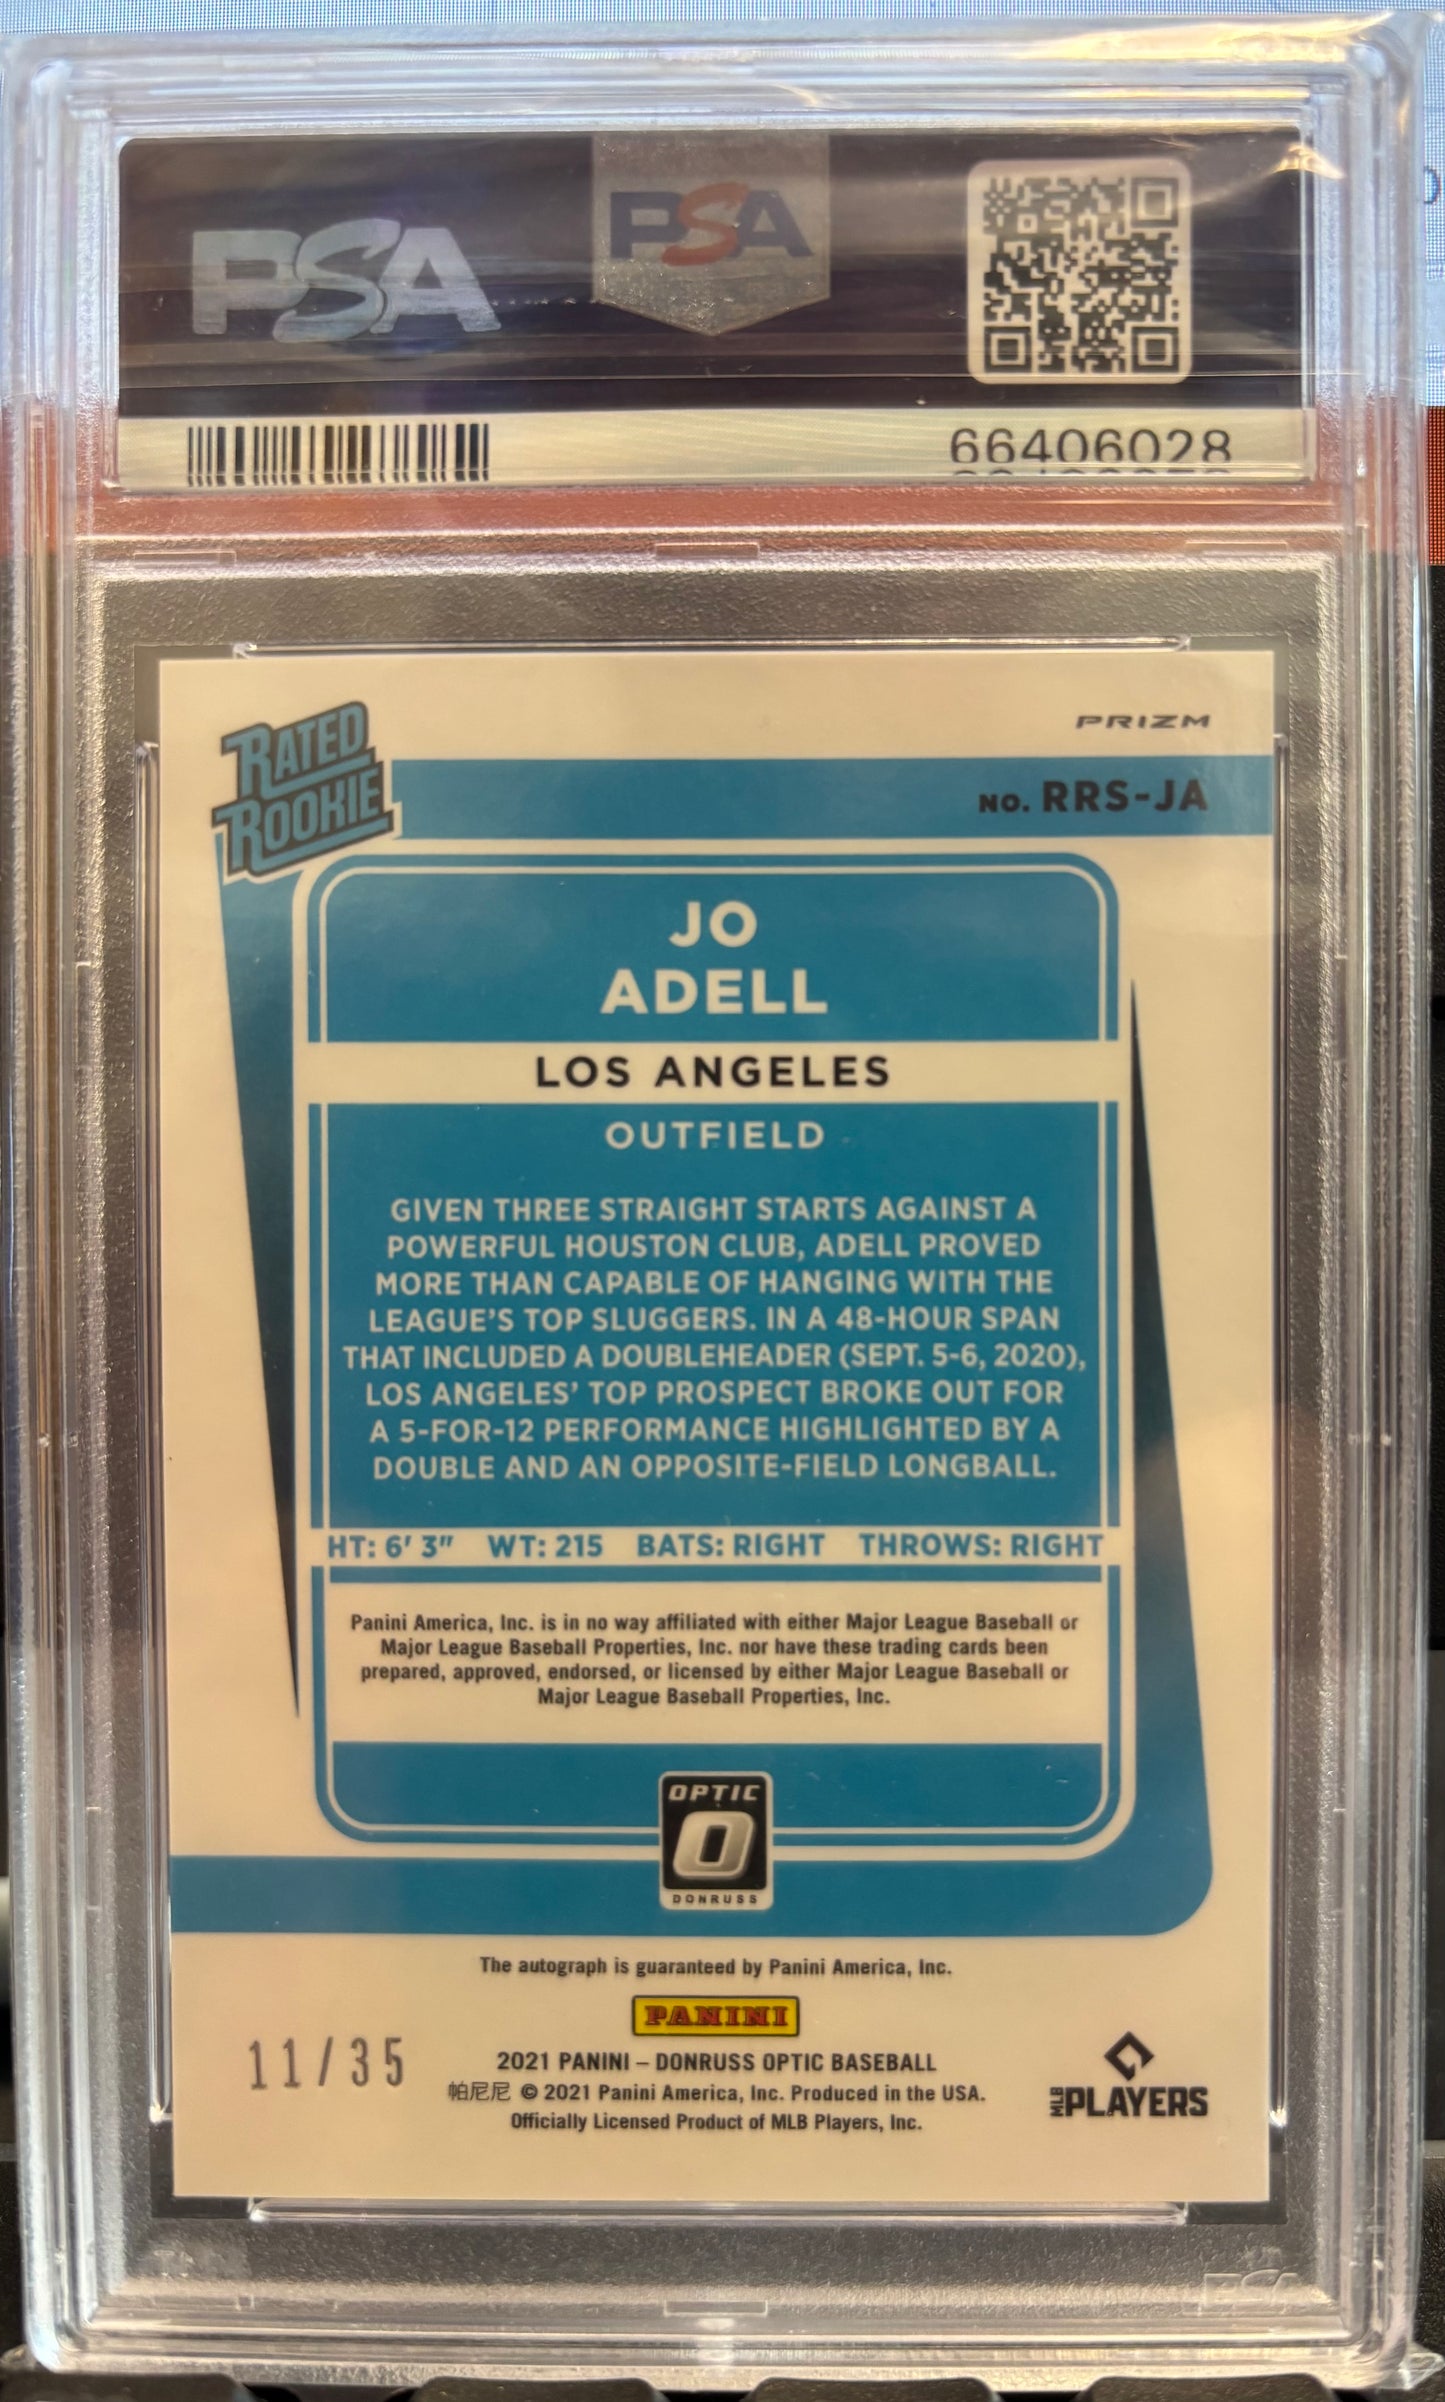 PSA
PSA
66406028
PRIZM
RATED
ROOKIE
NO. RRS-JA
JO
ADELL
LOS ANGELES
OUTFIELD
GIVEN THREE STRAIGHT STARTS AGAINST A
POWERFUL HOUSTON CLUB, ADELL PROVED
MORE THAN CAPABLE OF HANGING WITH THE
LEAGUE'S TOP SLUGGERS. IN A 48-HOUR SPAN
THAT INCLUDED A DOUBLEHEADER (SEPT. 5-6, 2020),
LOS ANGELES' TOP PROSPECT BROKE OUT FOR
A 5-FOR-12 PERFORMANCE HIGHLIGHTED BY A
DOUBLE AND AN OPPOSITE-FIELD LONGBALL.
HT: 6' 3" WT: 215 BATS: RIGHT THROWS: RIGHT
Panini America, Inc. is in no way affiliated with either Major League Baseball or
Major League Baseball Properties, Inc. nor have these trading cards been
prepared, approved, endorsed, or licensed by either Major League Baseball or
Major League Baseball Properties, Inc.
OPTIC
O
DONRUSS
The autograph is guaranteed by Panini America, Inc.
PANINI
11/35
2021 PANINI – DONRUSS OPTIC BASEBALL
帕尼尼 © 2021 Panini America, Inc. Produced in the USA.
Officially Licensed Product of MLB Players, Inc.
MLB PLAYERS
PSA